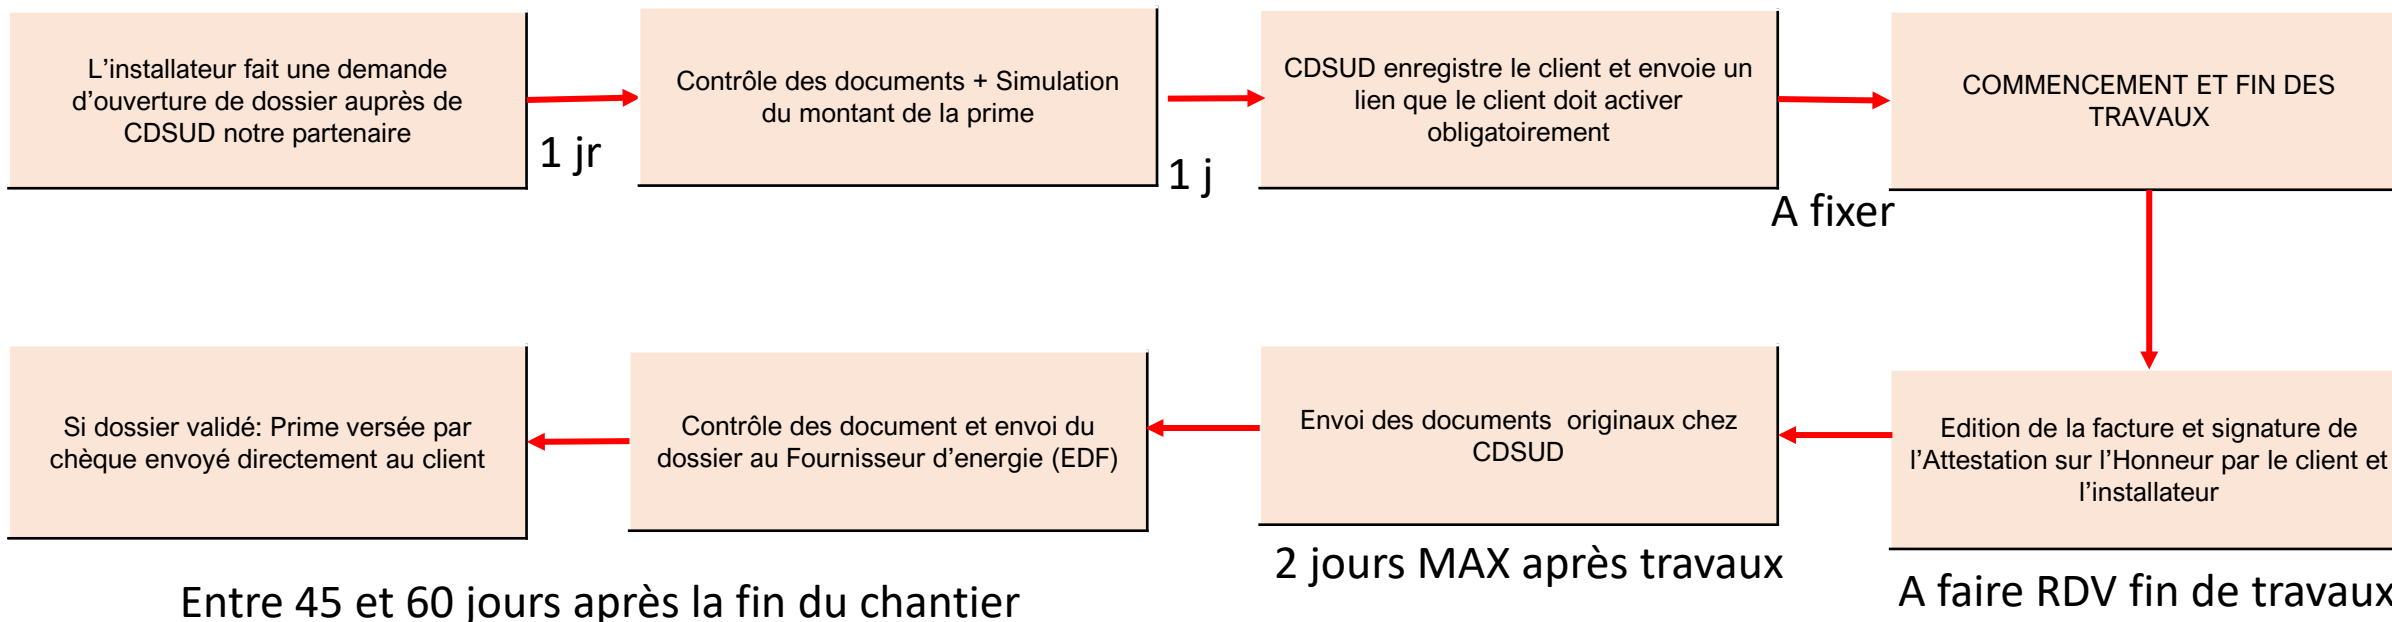 L'installateur fait une demande
d'ouverture de dossier auprès de
CDSUD notre partenaire
1 jr
Contrôle des documents + Simulation
du montant de la prime
1 j
CDSUD enregistre le client et envoie un
lien que le client doit activer
obligatoirement
A fixer
COMMENCEMENT ET FIN DES
TRAVAUX
Edition de la facture et signature de
l'Attestation sur l'Honneur par le client et
l'installateur
A faire RDV fin de travaux
Envoi des documents  originaux chez
CDSUD
2 jours MAX après travaux
Contrôle des document et envoi du
dossier au Fournisseur d'energie (EDF)
Si dossier validé: Prime versée par
chèque envoyé directement au client
Entre 45 et 60 jours après la fin du chantier